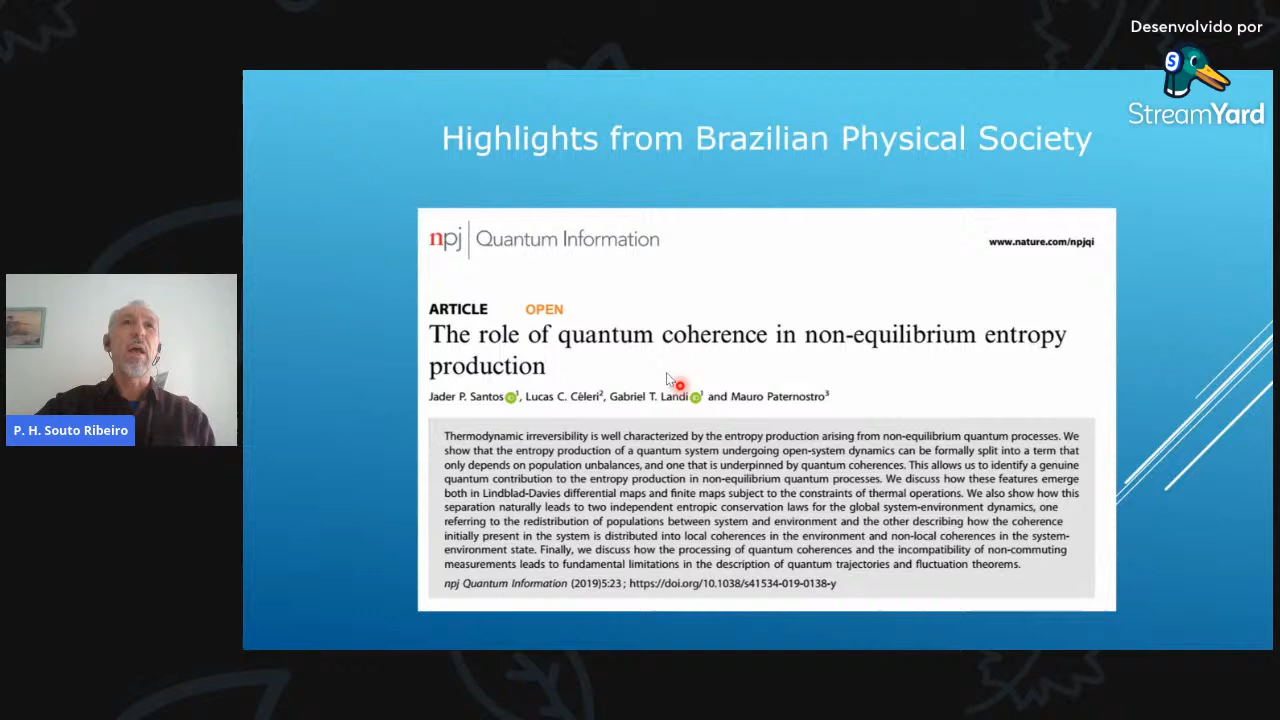 Desenvolvido por
StreamYard
Highlights from Brazilian Physical Society
npj Quantum Information
www.nature.com/npjqi
ARTICLE OPEN
The role of quantum coherence in non-equilibrium entropy
production
Jader P. Santos iD1, Lucas C. Céleri2, Gabriel T. Landi iD1 and Mauro Paternostro3
Thermodynamic irreversibility is well characterized by the entropy production arising from non-equilibrium quantum processes. We
show that the entropy production of a quantum system undergoing open-system dynamics can be formally split into a term that
only depends on population unbalances, and one that is underpinned by quantum coherences. This allows us to identify a genuine
quantum contribution to the entropy production in non-equilibrium quantum processes. We discuss how these features emerge
both in Lindblad-Davies differential maps and finite maps subject to the constraints of thermal operations. We also show how this
separation naturally leads to two independent entropic conservation laws for the global system-environment dynamics, one
referring to the redistribution of populations between system and environment and the other describing how the coherence
initially present in the system is distributed into local coherences in the environment and non-local coherences in the system-
environment state. Finally, we discuss how the processing of quantum coherences and the incompatibility of non-commuting
measurements leads to fundamental limitations in the description of quantum trajectories and fluctuation theorems.
npj Quantum Information (2019)5:23 ; https://doi.org/10.1038/s41534-019-0138-y
P. H. Souto Ribeiro